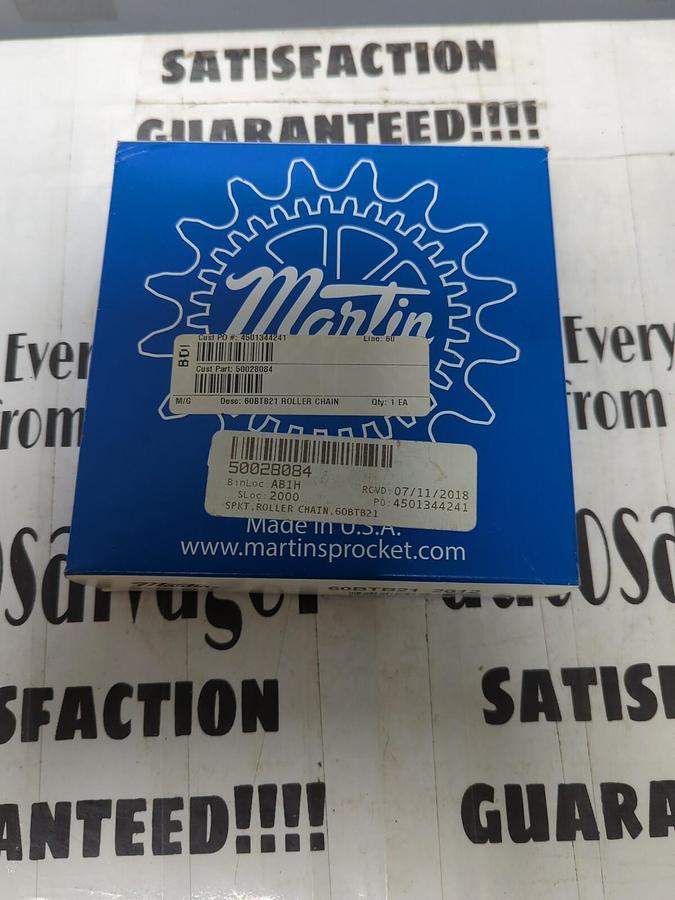 SATISFACTION
GUARANTEED!!!!
Martin
Every
from
BDI
Cust PO #: 4501344241
Line: 60
Cust Part: 50028084
M/G
Desc: 60BTB21 ROLLER CHAIN
Qty: 1 EA
50028084
BinLoc: AB1H
RCVD: 07/11/2018
SLoc: 2000
PO: 4501344241
SPKT,ROLLER CHAIN,60BTB21
Made in U.S.A.
www.martinsprocket.com
Martin
60BTB21 2012
SFACTION
ANTEED!!!!
SATISF
GUARA